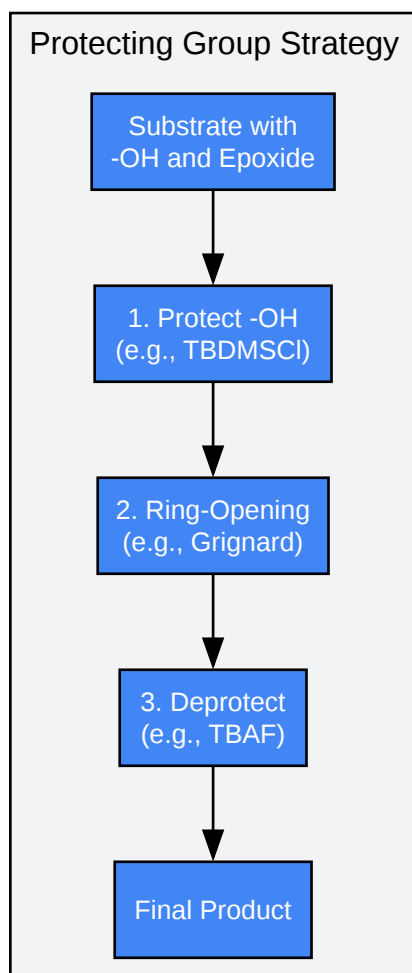 Protecting Group Strategy
Substrate with
-OH and Epoxide
1. Protect -OH
(e.g., TBDMSCl)
2. Ring-Opening
(e.g., Grignard)
3. Deprotect
(e.g., TBAF)
Final Product